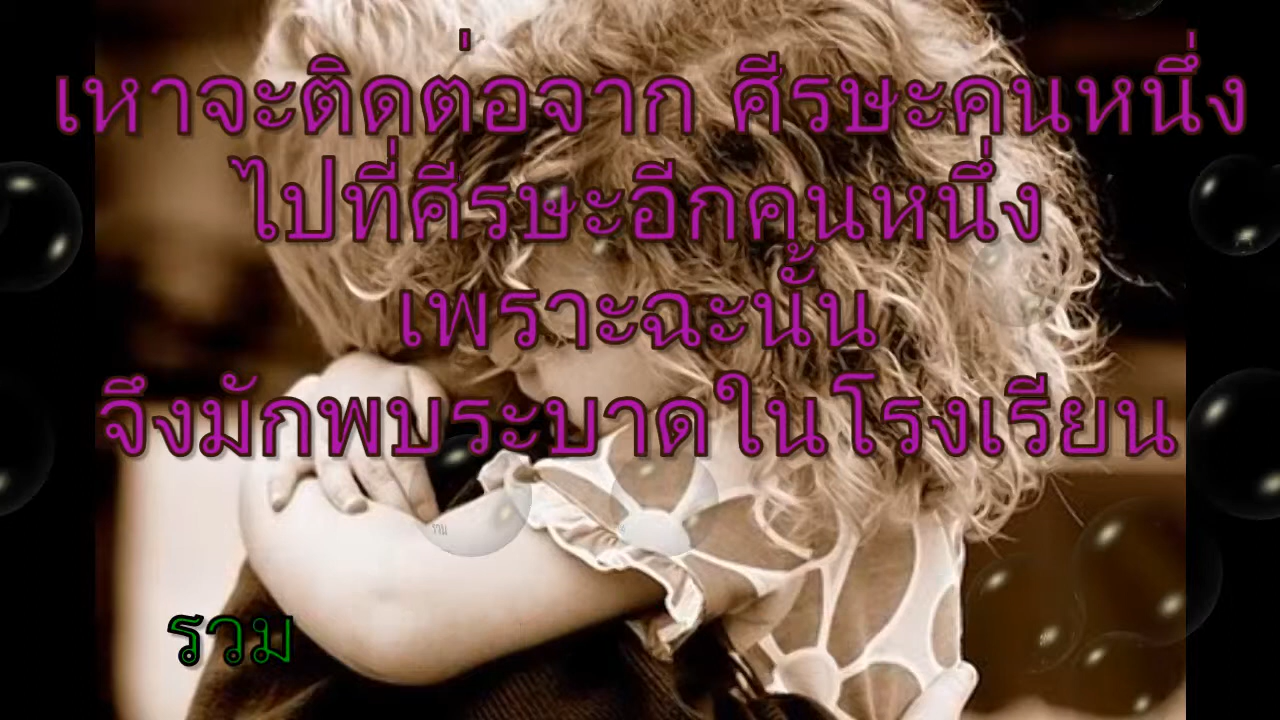 เหาจะติดต่อจาก ศีรษะคนหนึ่ง
ไปที่ศีรษะอีกคนหนึ่ง
เพราะฉะนั้น
จึงมักพบระบาดในโรงเรียน
รวม